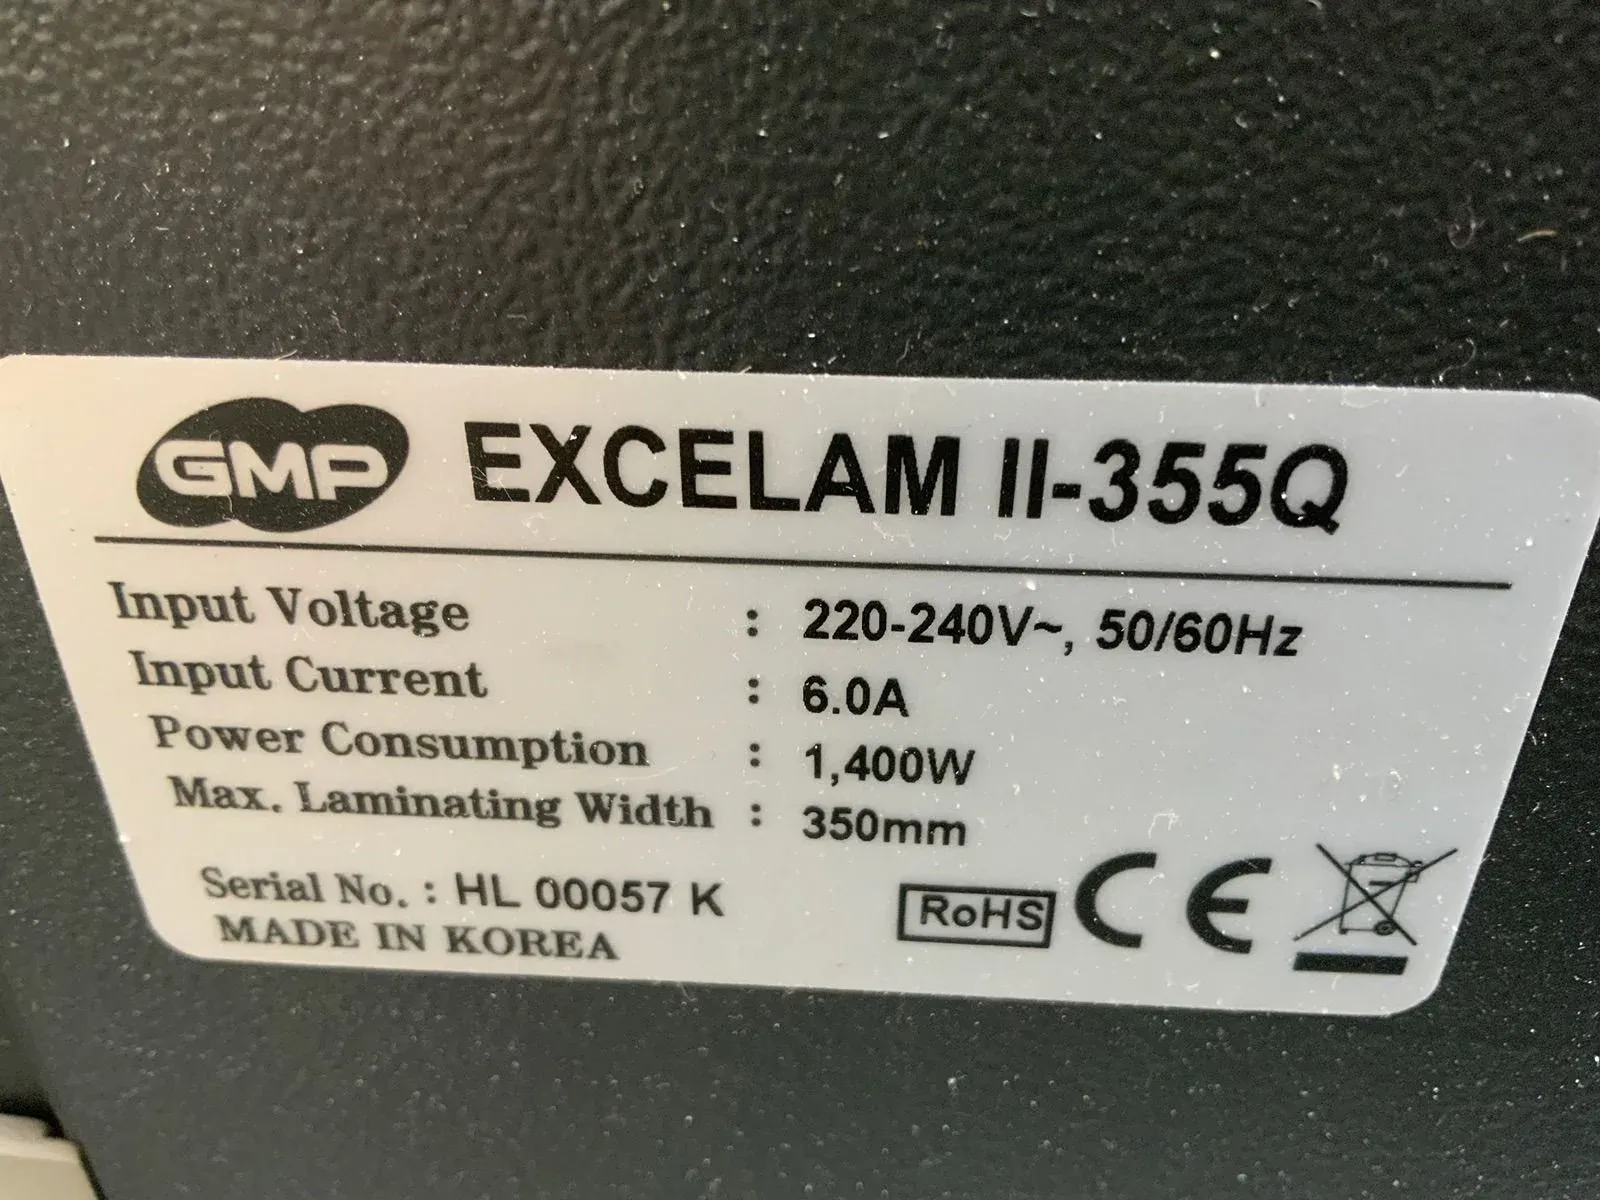 GMP EXCELAM II-355Q
Input Voltage : 220-240V~, 50/60Hz
Input Current : 6.0A
Power Consumption : 1,400W
Max. Laminating Width : 350mm
Serial No. : HL 00057 K
MADE IN KOREA
RoHS CE